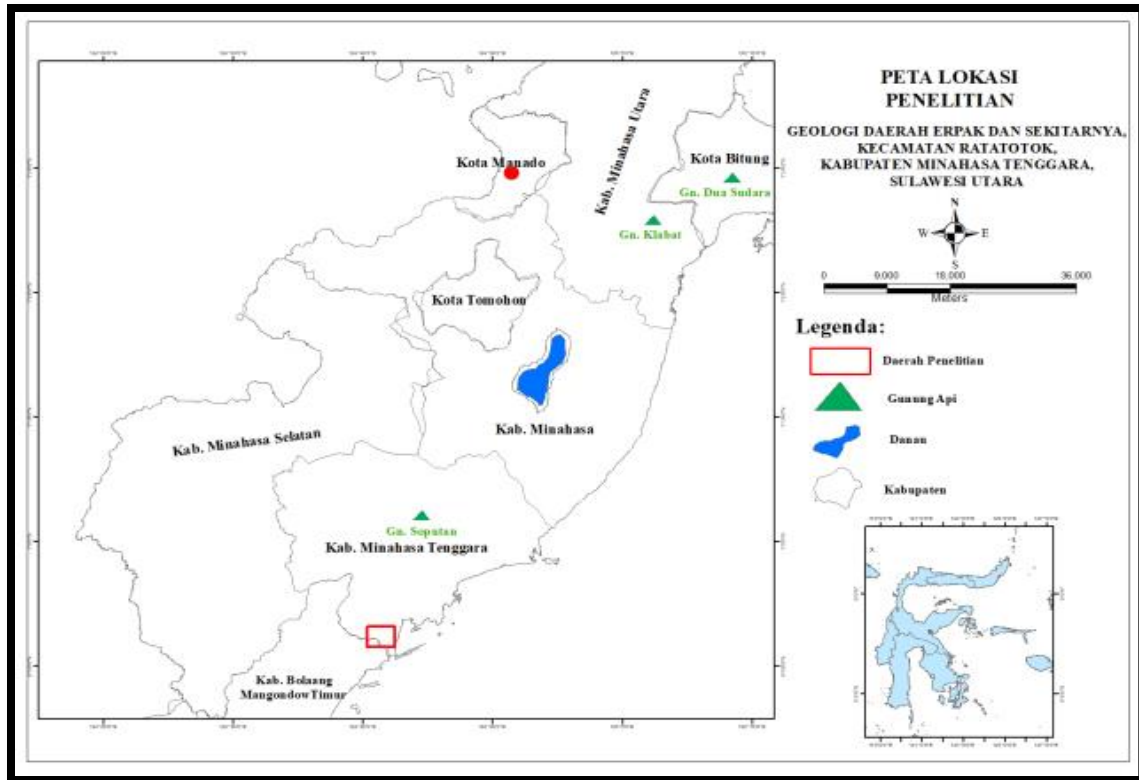 PETA LOKASI
PENELITIAN
GEOLOGI DAERAH ERPAK DAN SEKITARNYA,
KECAMATAN RATATOTOK,
KABUPATEN MINAHASA TENGGARA,
SULAWESI UTARA
N
W E
S
0 9.000 18.000 36.000
Meters
Legenda:
Daerah Penelitian
Gunung Api
Danau
Kabupaten
Kota Manado
Kab. Minahasa Utara
Kota Bitung
Gn. Dua Sudara
Gn. Klabat
Kota Tomohon
Kab. Minahasa
Kab. Minahasa Selatan
Gn. Soputan
Kab. Minahasa Tenggara
Kab. Bolaang
Mangondow Timur